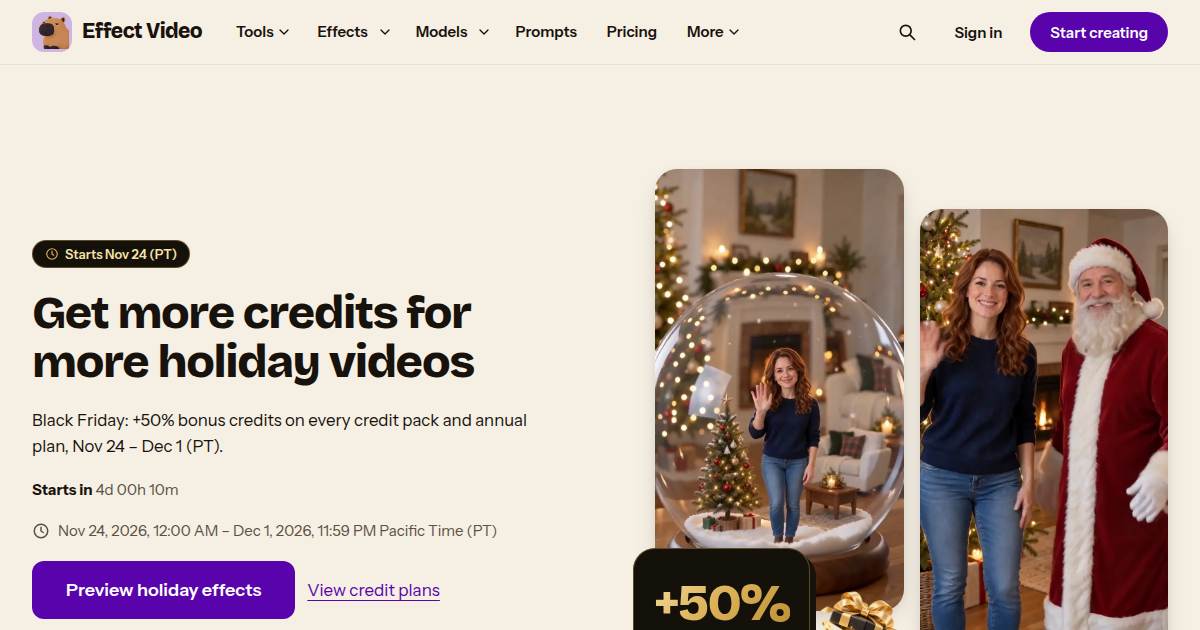 Effect Video
Tools
Effects
Models
Prompts
Pricing
More
Sign in
Start creating
Starts Nov 24 (PT)
Get more credits for
more holiday videos
Black Friday: +50% bonus credits on every credit pack and annual
plan, Nov 24 – Dec 1 (PT).
Starts in 4d 00h 10m
Nov 24, 2026, 12:00 AM – Dec 1, 2026, 11:59 PM Pacific Time (PT)
Preview holiday effects
View credit plans
+50%